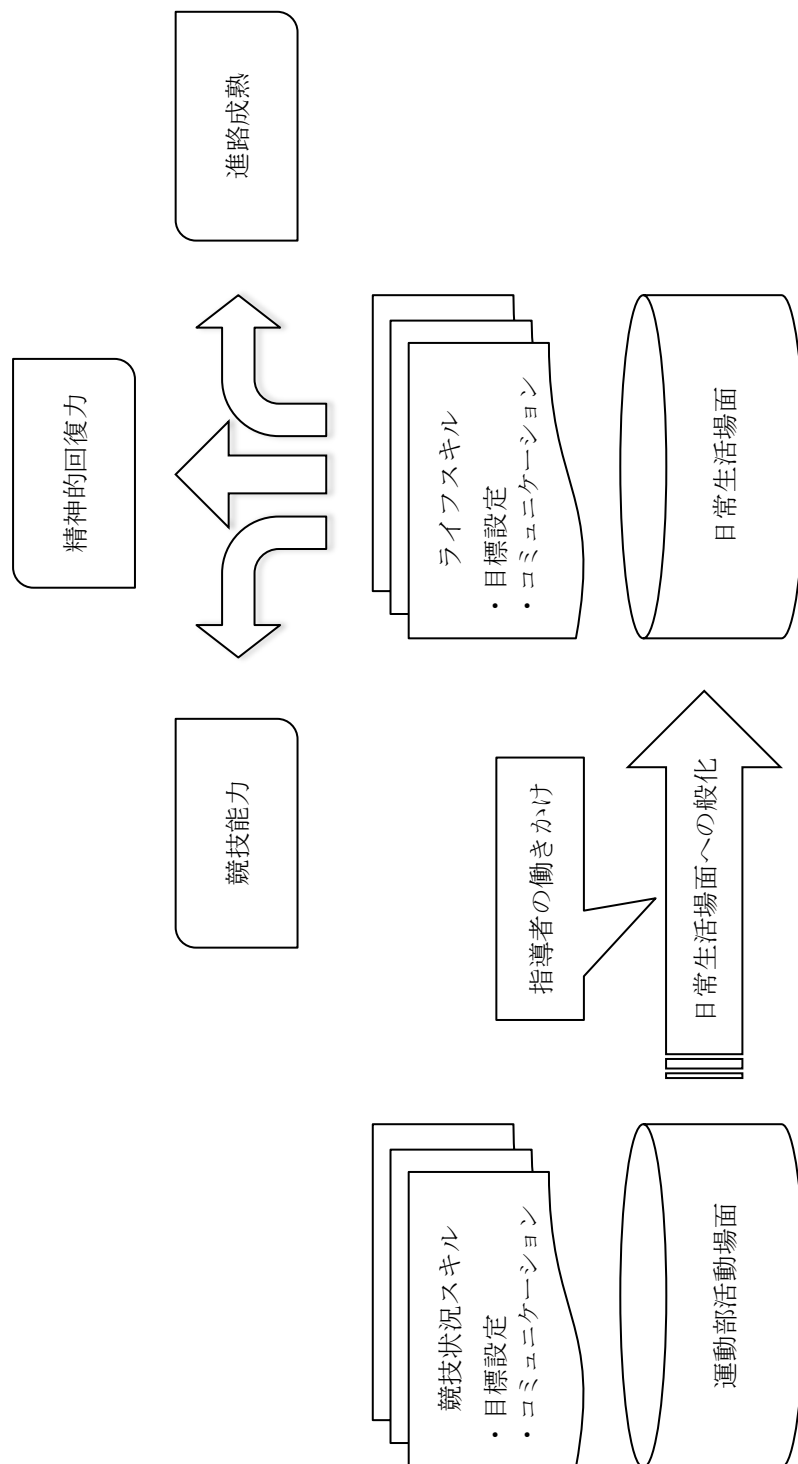 精神的回復力
競技能力
進路成熟
競技状況スキル
・目標設定
・コミュニケーション
指導者の働きかけ
ライフスキル
・目標設定
・コミュニケーション
運動部活動場面
日常生活場面への般化
日常生活場面